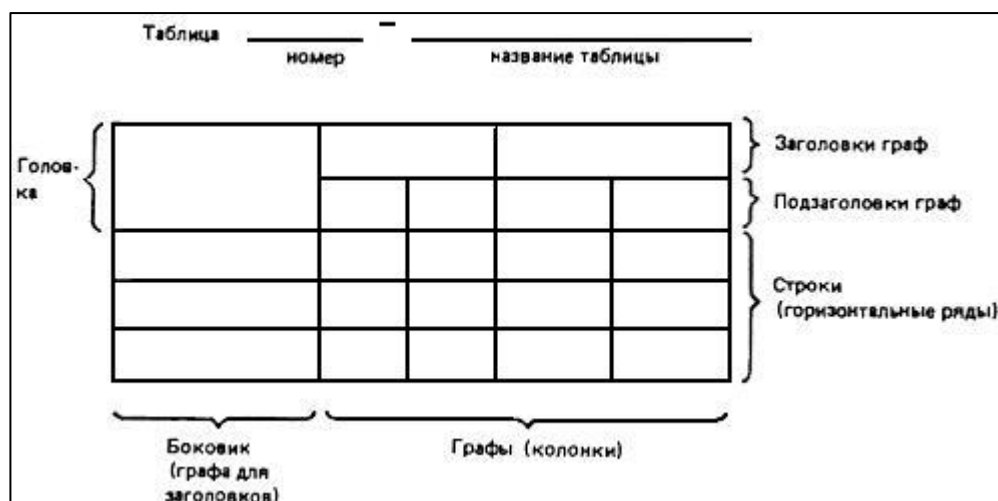 Таблица –
номер название таблицы
Заголовки граф
Голов-
ка
Подзаголовки граф
Строки
(горизонтальные ряды)
Боковик
(графа для
заголовков)
Графы (колонки)